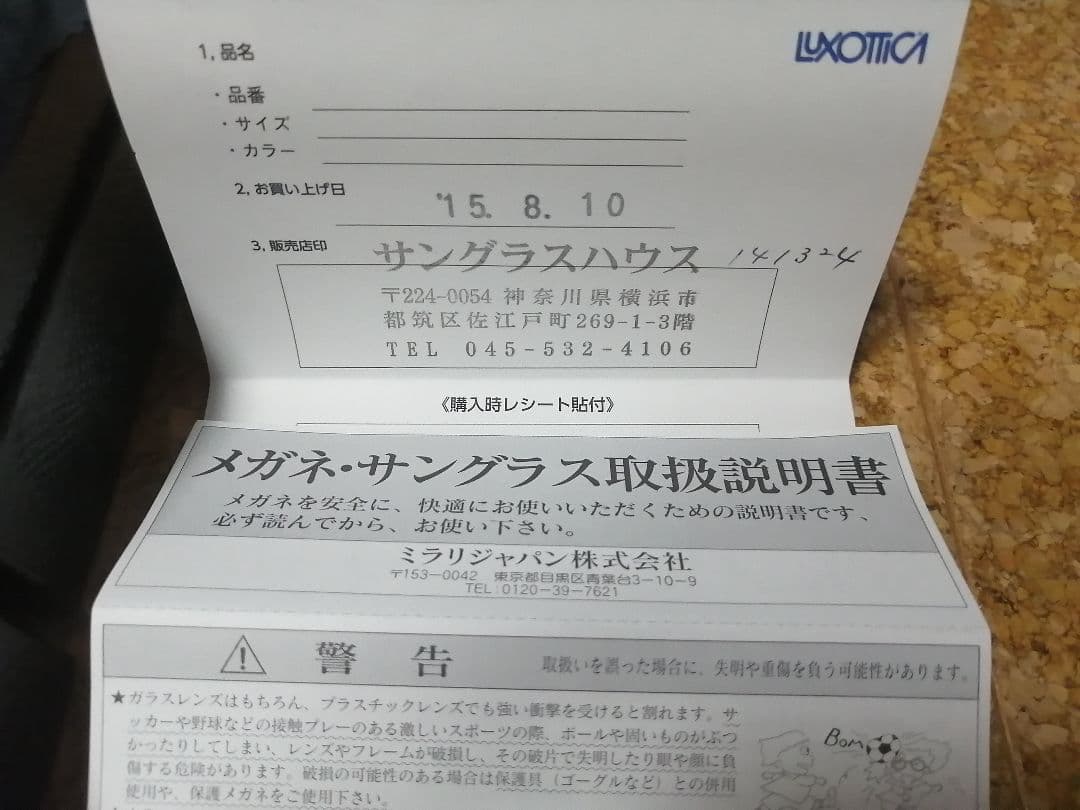 LUXOTTICA
1, 品名
・品番
・サイズ
・カラー
2, お買い上げ日
'15. 8. 10
3, 販売店印
サングラスハウス 141324
〒224-0054 神奈川県横浜市
都筑区佐江戸町269-1-3階
TEL 045-532-4106
《購入時レシート貼付》
メガネ・サングラス取扱説明書
メガネを安全に、快適にお使いいただくための説明書です、
必ず読んでから、お使い下さい。
ミラリジャパン株式会社
〒153-0042 東京都目黒区青葉台3-10-9
TEL:0120-39-7621
警告 取扱いを誤った場合に、失明や重傷を負う可能性があります。
★ガラスレンズはもちろん、プラスチックレンズでも強い衝撃を受けると割れます。サ
ッカーや野球などの接触プレーのある激しいスポーツの際、ボールや固いものがぶつ
かったりしてしまい、レンズやフレームが破損し、その破片で失明したり眼や顔に負
傷する危険があります。破損の可能性のある場合は保護具（ゴーグルなど）との併用
使用や、保護メガネをご使用下さい。
Bom